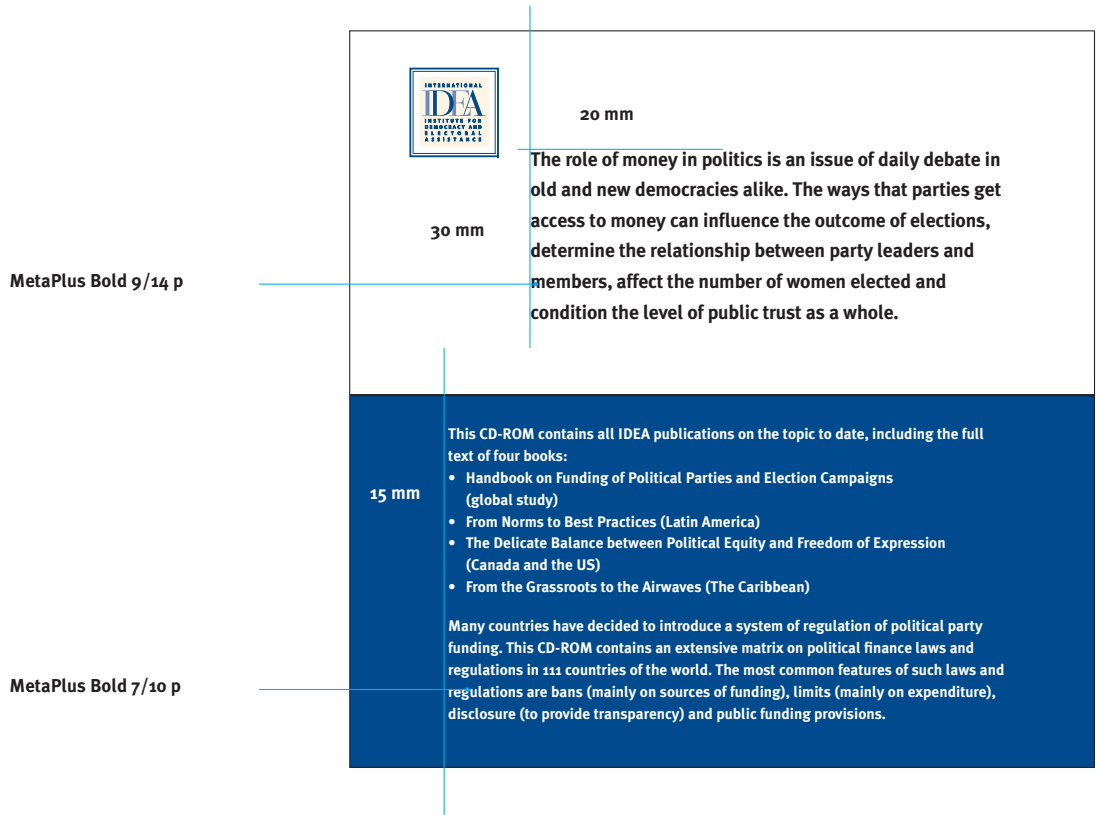 INTERNATIONAL
IDEA
INSTITUTE FOR
DEMOCRACY AND
ELECTORAL
ASSISTANCE
20 mm
The role of money in politics is an issue of daily debate in
old and new democracies alike. The ways that parties get
access to money can influence the outcome of elections,
30 mm
determine the relationship between party leaders and
MetaPlus Bold 9/14 p
members, affect the number of women elected and
condition the level of public trust as a whole.
This CD-ROM contains all IDEA publications on the topic to date, including the full
text of four books:
• Handbook on Funding of Political Parties and Election Campaigns
(global study)
15 mm
• From Norms to Best Practices (Latin America)
• The Delicate Balance between Political Equity and Freedom of Expression
(Canada and the US)
• From the Grassroots to the Airwaves (The Caribbean)
Many countries have decided to introduce a system of regulation of political party
funding. This CD-ROM contains an extensive matrix on political finance laws and
regulations in 111 countries of the world. The most common features of such laws and
MetaPlus Bold 7/10 p
regulations are bans (mainly on sources of funding), limits (mainly on expenditure),
disclosure (to provide transparency) and public funding provisions.